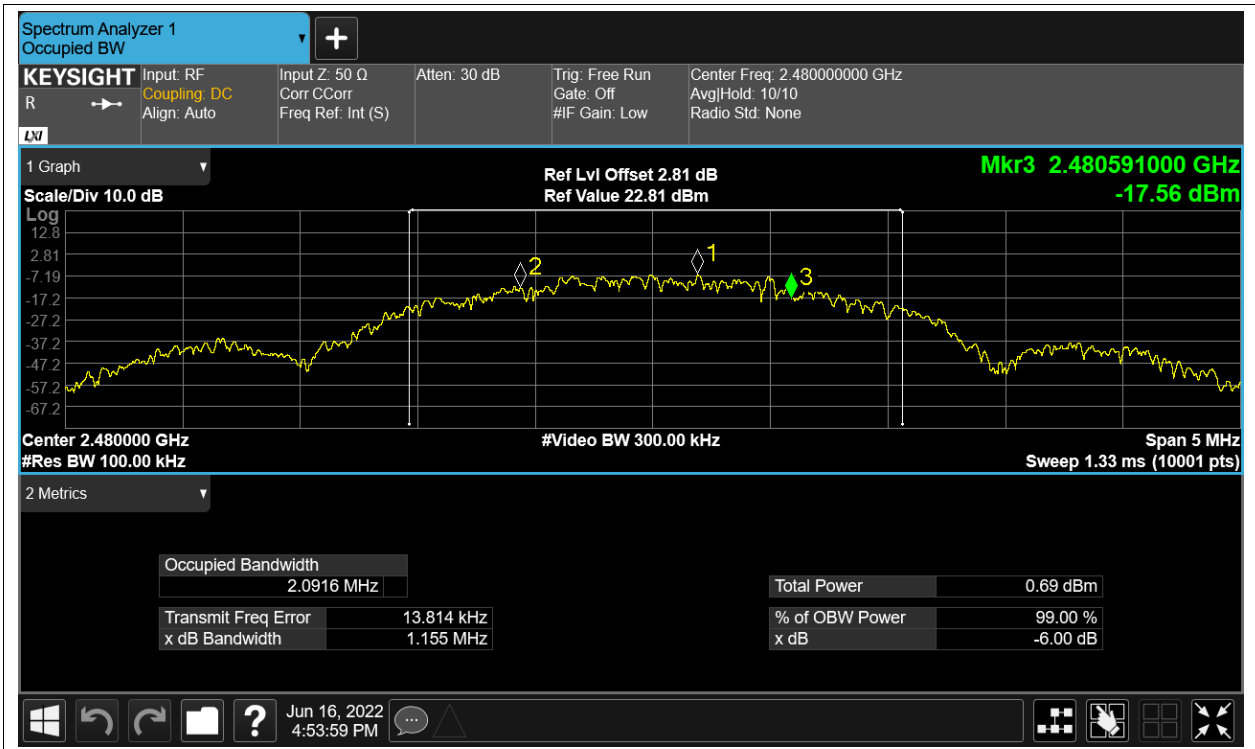 Spectrum Analyzer 1
Occupied BW
KEYSIGHT
R
LXI
Input: RF
Coupling: DC
Align: Auto
Input Z: 50 Ω
Corr CCorr
Freq Ref: Int (S)
Atten: 30 dB
Trig: Free Run
Gate: Off
#IF Gain: Low
Center Freq: 2.480000000 GHz
Avg|Hold: 10/10
Radio Std: None
1 Graph
Scale/Div 10.0 dB
Ref Lvl Offset 2.81 dB
Ref Value 22.81 dBm
Mkr3 2.480591000 GHz
-17.56 dBm
Log
12.8
2.81
-7.19
-17.2
-27.2
-37.2
-47.2
-57.2
-67.2
2
1
3
Center 2.480000 GHz
#Res BW 100.00 kHz
#Video BW 300.00 kHz
Span 5 MHz
Sweep 1.33 ms (10001 pts)
2 Metrics
Occupied Bandwidth
2.0916 MHz
Transmit Freq Error 13.814 kHz
x dB Bandwidth 1.155 MHz
Total Power 0.69 dBm
% of OBW Power 99.00 %
x dB -6.00 dB
?
Jun 16, 2022
4:53:59 PM